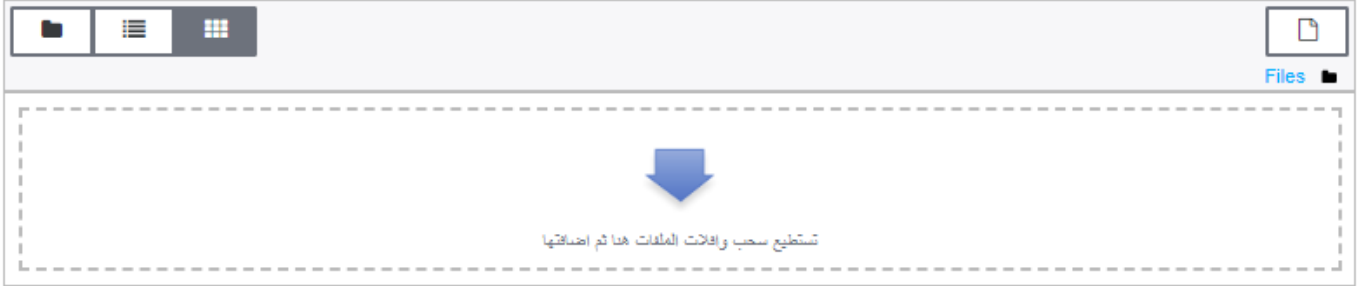 Files
تستطيع سحب وافلات الملفات هنا ثم اضافتها